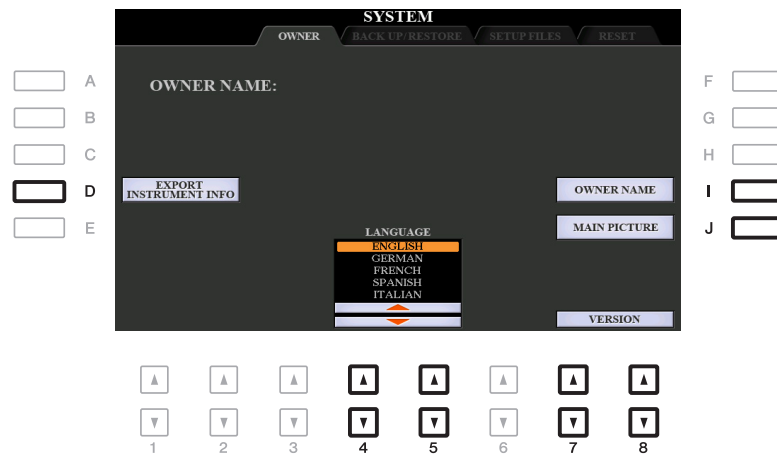 SYSTEM
OWNER BACK UP/RESTORE SETUP FILES RESET
A OWNER NAME: F
B G
C H
D EXPORT INSTRUMENT INFO OWNER NAME I
E MAIN PICTURE J
LANGUAGE
ENGLISH
GERMAN
FRENCH
SPANISH
ITALIAN
VERSION
1 2 3 4 5 6 7 8